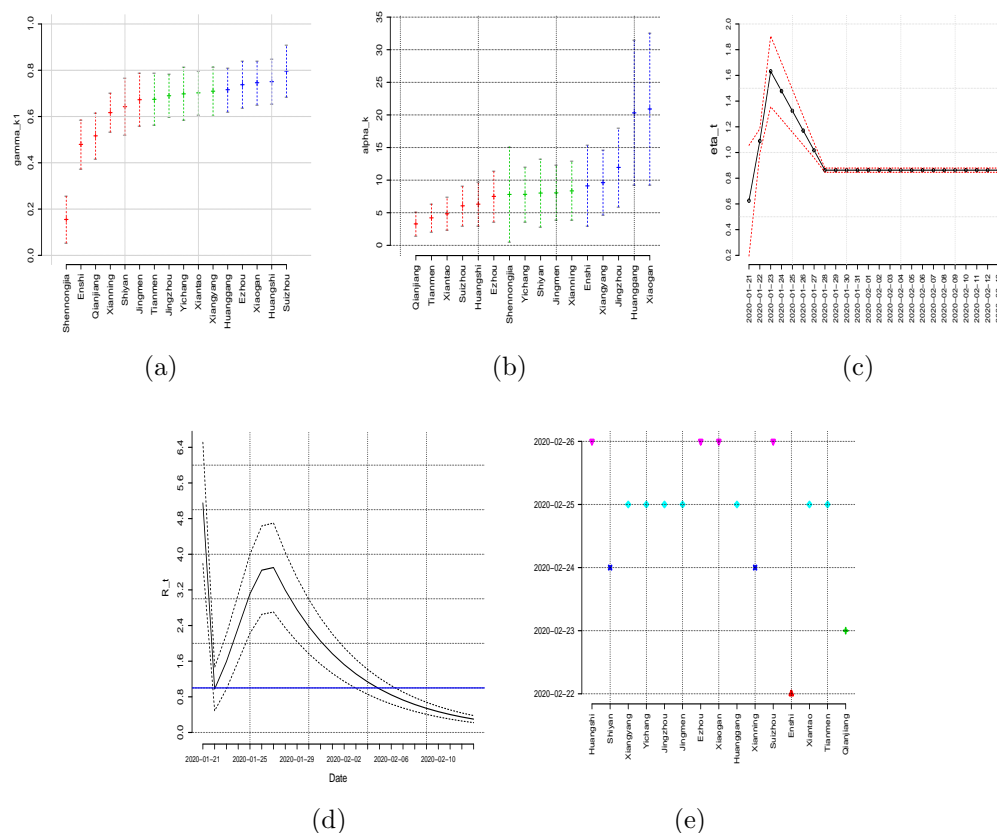 gamma_k1
1.0
0.8
0.6
0.4
0.2
0.0
Shennongjia
Enshi
Qianjiang
Xianning
Shiyan
Jingmen
Tianmen
Jingzhou
Yichang
Xiantao
Xiangyang
Huanggang
Ezhou
Xiaogan
Huangshi
Suizhou
(a)
alpha_k
35
30
25
20
15
10
5
0
Qianjiang
Tianmen
Xiantao
Suizhou
Huangshi
Ezhou
Shennongjia
Yichang
Shiyan
Jingmen
Xianning
Enshi
Xiangyang
Jingzhou
Huanggang
Xiaogan
(b)
eta_t
2.0
1.8
1.6
1.4
1.2
1.0
0.8
0.6
0.4
0.2
2020-01-21
2020-01-22
2020-01-23
2020-01-24
2020-01-25
2020-01-26
2020-01-27
2020-01-28
2020-01-29
2020-01-30
2020-01-31
2020-02-01
2020-02-02
2020-02-03
2020-02-04
2020-02-05
2020-02-06
2020-02-07
2020-02-08
2020-02-09
2020-02-10
2020-02-11
2020-02-12
(c)
R_t
6.4
5.6
4.8
4.0
3.2
2.4
1.6
0.8
0.0
2020-01-21
2020-01-25
2020-01-29
2020-02-02
2020-02-06
2020-02-10
Date
(d)
2020-02-26
2020-02-25
2020-02-24
2020-02-23
2020-02-22
Huangshi
Shiyan
Xiangyang
Yichang
Jingzhou
Jingmen
Ezhou
Xiaogan
Huanggang
Xianning
Suizhou
Enshi
Xiantao
Tianmen
Qianjiang
(e)